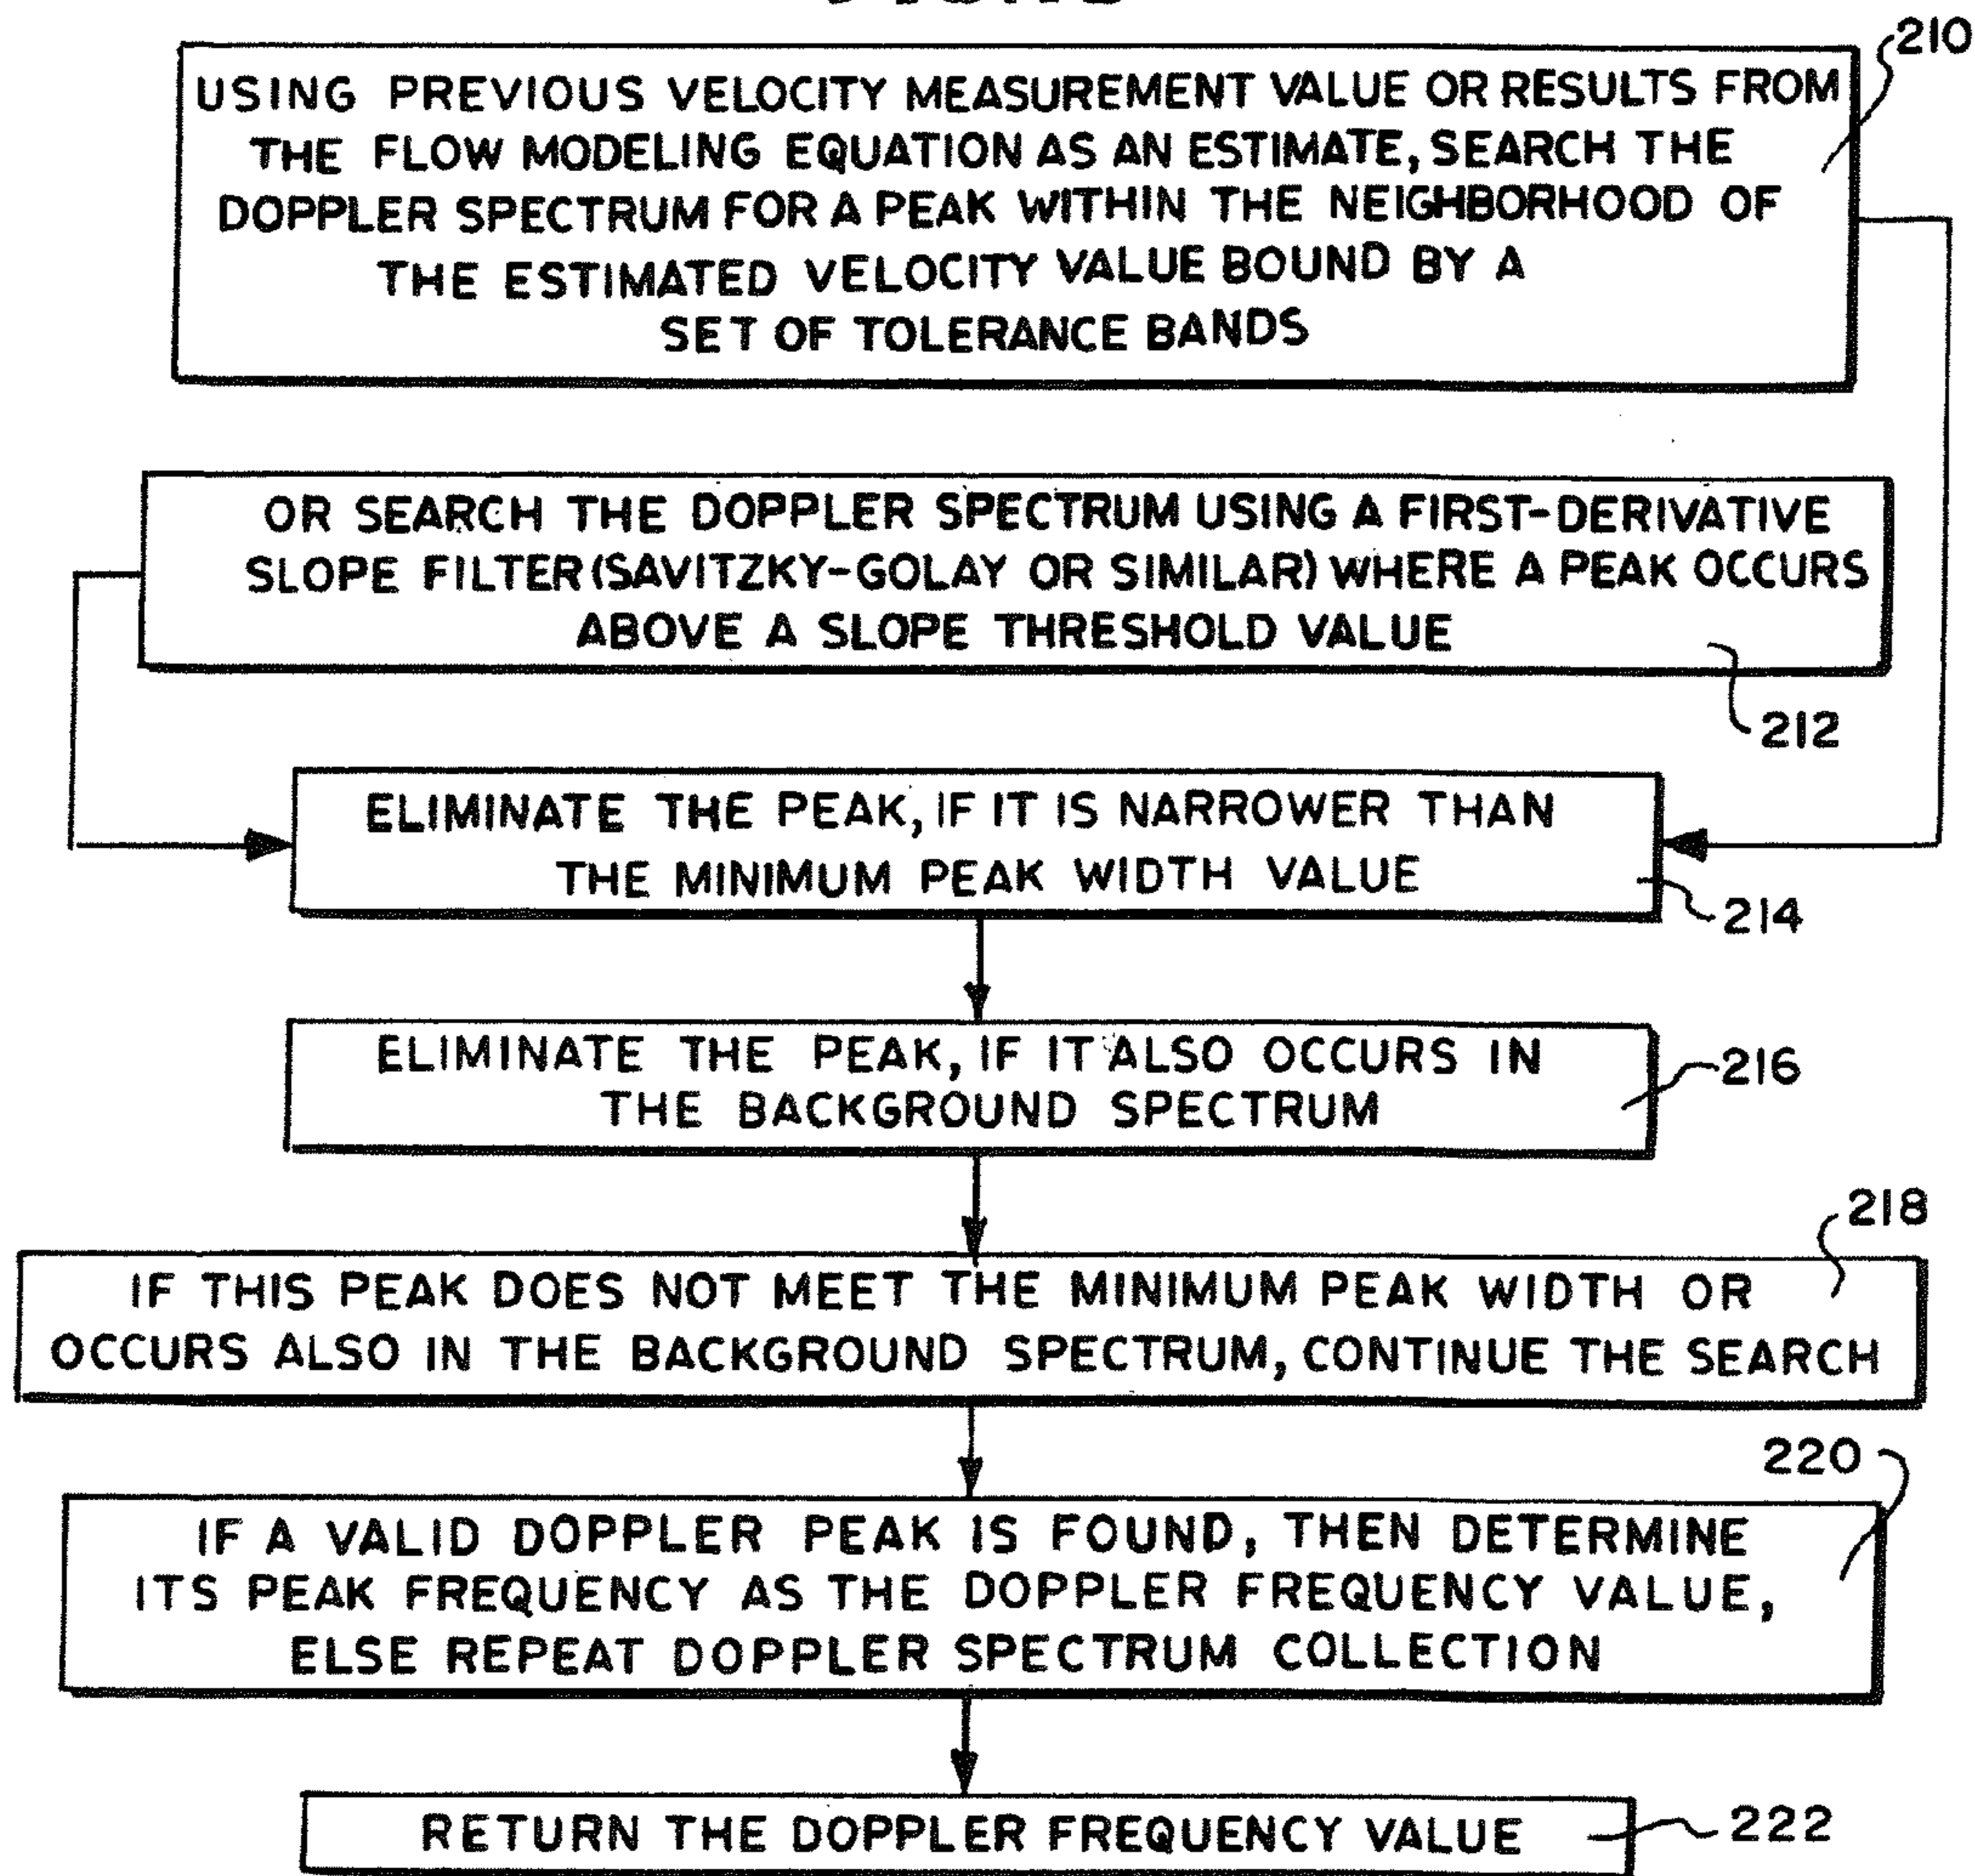 210
USING PREVIOUS VELOCITY MEASUREMENT VALUE OR RESULTS FROM
THE FLOW MODELING EQUATION AS AN ESTIMATE, SEARCH THE
DOPPLER SPECTRUM FOR A PEAK WITHIN THE NEIGHBORHOOD OF
THE ESTIMATED VELOCITY VALUE BOUND BY A
SET OF TOLERANCE BANDS
OR SEARCH THE DOPPLER SPECTRUM USING A FIRST-DERIVATIVE
SLOPE FILTER (SAVITZKY-GOLAY OR SIMILAR) WHERE A PEAK OCCURS
ABOVE A SLOPE THRESHOLD VALUE
212
ELIMINATE THE PEAK, IF IT IS NARROWER THAN
THE MINIMUM PEAK WIDTH VALUE
214
ELIMINATE THE PEAK, IF IT ALSO OCCURS IN
THE BACKGROUND SPECTRUM
216
218
IF THIS PEAK DOES NOT MEET THE MINIMUM PEAK WIDTH OR
OCCURS ALSO IN THE BACKGROUND SPECTRUM, CONTINUE THE SEARCH
220
IF A VALID DOPPLER PEAK IS FOUND, THEN DETERMINE
ITS PEAK FREQUENCY AS THE DOPPLER FREQUENCY VALUE,
ELSE REPEAT DOPPLER SPECTRUM COLLECTION
RETURN THE DOPPLER FREQUENCY VALUE
222